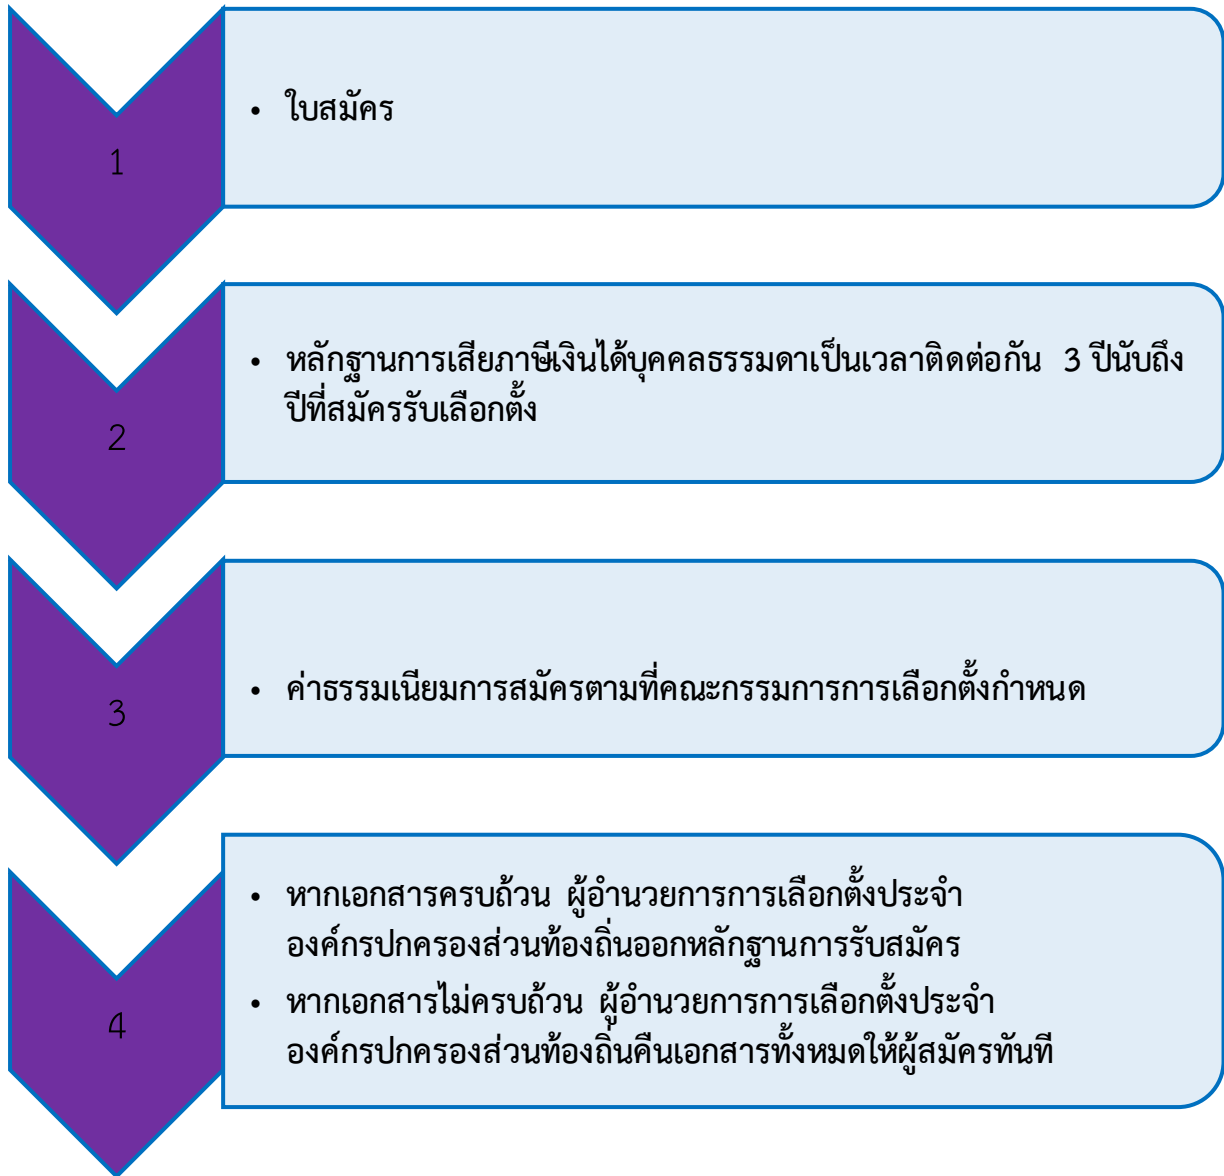 1
• ใบสมัคร
2
• หลักฐานการเสียภาษีเงินได้บุคคลธรรมดาเป็นเวลาติดต่อกัน 3 ปีนับถึง
ปีที่สมัครรับเลือกตั้ง
3
• ค่าธรรมเนียมการสมัครตามที่คณะกรรมการการเลือกตั้งกำหนด
4
• หากเอกสารครบถ้วน ผู้อำนวยการการเลือกตั้งประจำ
องค์กรปกครองส่วนท้องถิ่นออกหลักฐานการรับสมัคร
• หากเอกสารไม่ครบถ้วน ผู้อำนวยการการเลือกตั้งประจำ
องค์กรปกครองส่วนท้องถิ่นคืนเอกสารทั้งหมดให้ผู้สมัครทันที